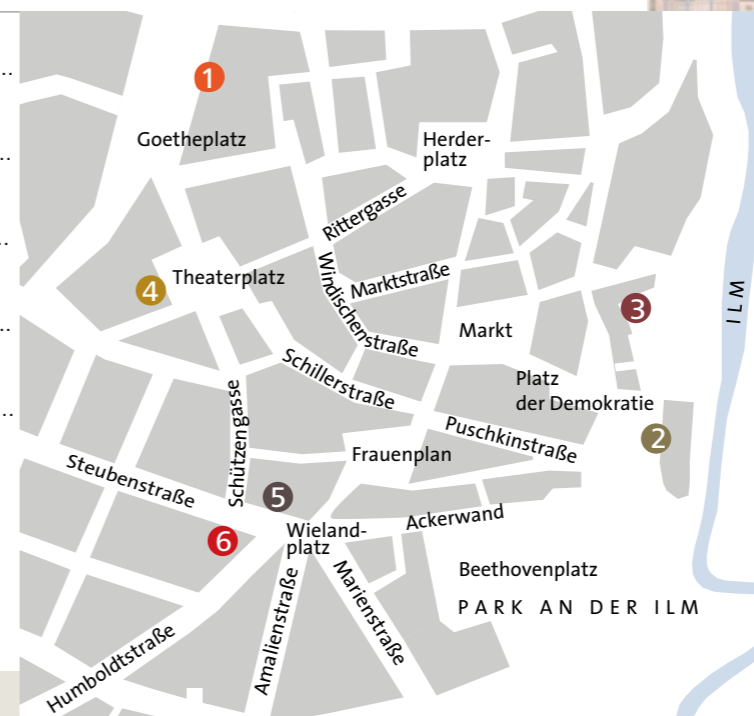 1
Goetheplatz
Herder-
platz
Rittergasse
4
Theaterplatz
Windischenstraße
Marktstraße
ILM
3
Markt
Schillerstraße
Platz
der Demokratie
Schützengasse
Puschkinstraße
2
Frauenplan
Steubenstraße
5
Ackerwand
6
Wieland-
platz
Beethovenplatz
Marienstraße
PARK AN DER ILM
Amalienstraße
Humboldtstraße